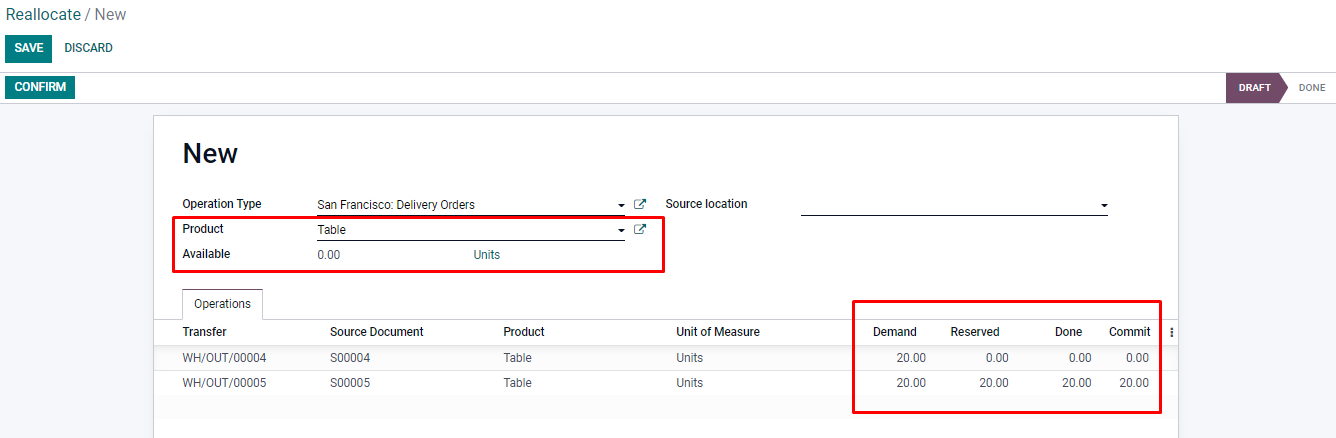 Reallocate / New
SAVE DISCARD
CONFIRM DRAFT DONE
New
Operation Type San Francisco: Delivery Orders Source location
Product Table
Available 0.00 Units
Operations
Transfer Source Document Product Unit of Measure Demand Reserved Done Commit
WH/OUT/00004 S00004 Table Units 20.00 0.00 0.00 0.00
WH/OUT/00005 S00005 Table Units 20.00 20.00 20.00 20.00